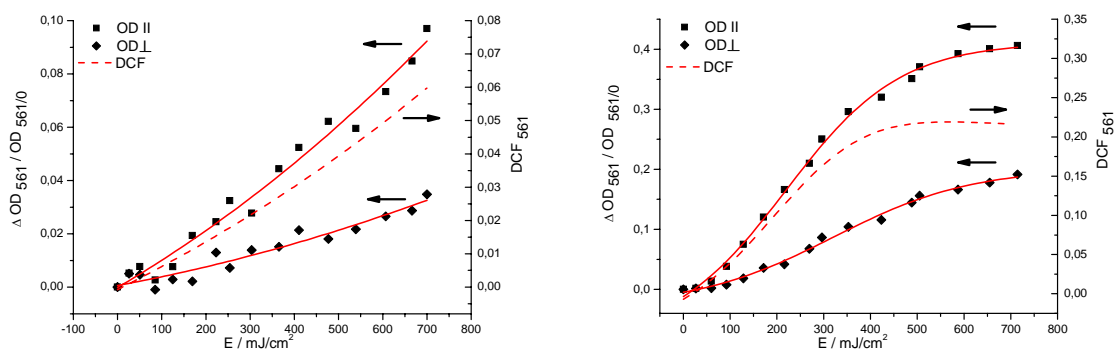 OD II
OD⊥
DCF
Δ OD 561 / OD 561/0
0,10
0,08
0,06
0,04
0,02
0,00
0,08
0,07
0,06
0,05
0,04
0,03
0,02
0,01
0,00
DCF 561
-100 0 100 200 300 400 500 600 700 800
E / mJ/cm²
OD II
OD⊥
DCF
Δ OD 561 / OD 561/0
0,4
0,3
0,2
0,1
0,0
0,35
0,30
0,25
0,20
0,15
0,10
0,05
0,00
DCF 561
-100 0 100 200 300 400 500 600 700 800
E / mJ/cm²